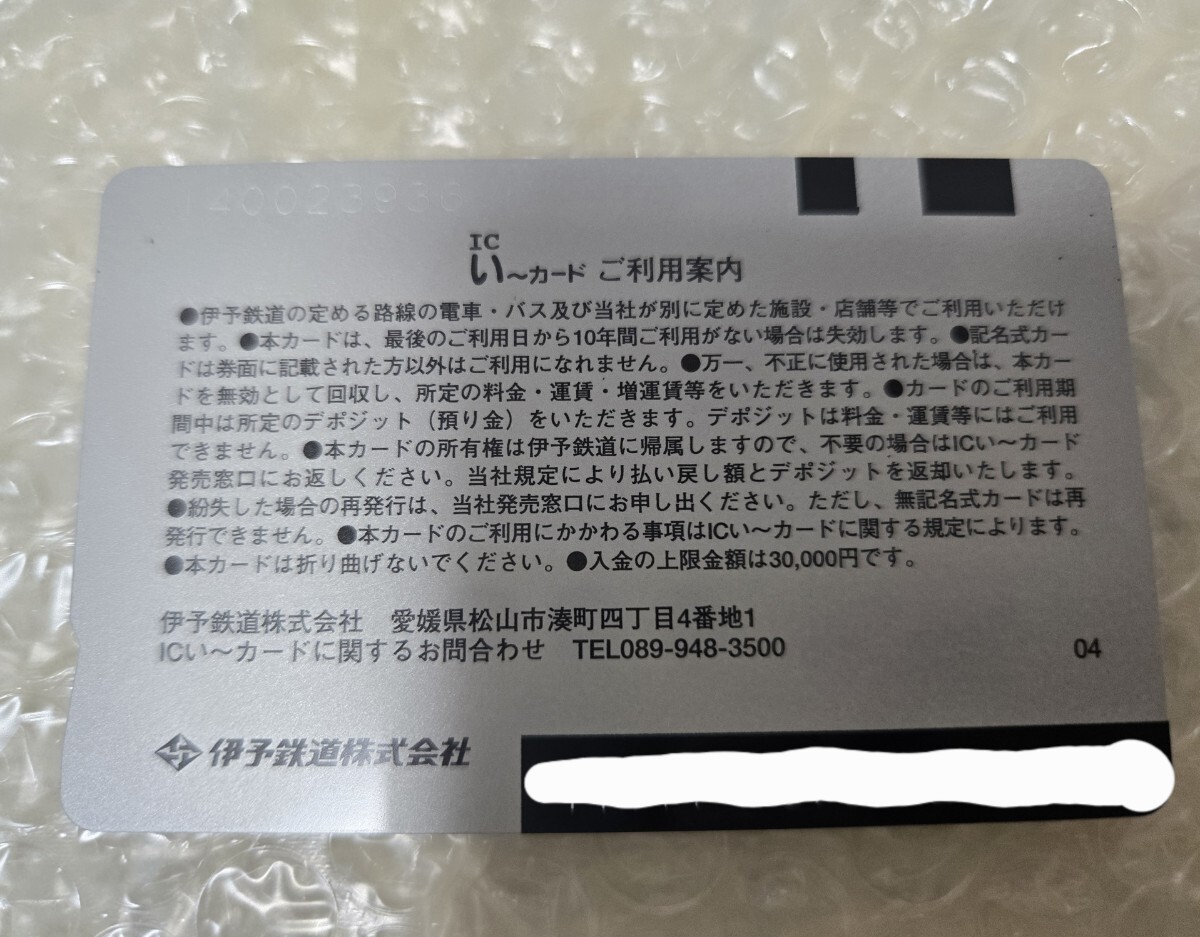 140023936
IC
い～カード ご利用案内
●伊予鉄道の定める路線の電車・バス及び当社が別に定めた施設・店舗等でご利用いただけ
ます。●本カードは、最後のご利用日から10年間ご利用がない場合は失効します。●記名式カー
ドは券面に記載された方以外はご利用になれません。●万一、不正に使用された場合は、本カー
ドを無効として回収し、所定の料金・運賃・増運賃等をいただきます。●カードのご利用期
間中は所定のデポジット（預り金）をいただきます。デポジットは料金・運賃等にはご利用
できません。●本カードの所有権は伊予鉄道に帰属しますので、不要の場合はICい～カード
発売窓口にお返しください。当社規定により払い戻し額とデポジットを返却いたします。
●紛失した場合の再発行は、当社発売窓口にお申し出ください。ただし、無記名式カードは再
発行できません。●本カードのご利用にかかわる事項はICい～カードに関する規定によります。
●本カードは折り曲げないでください。●入金の上限金額は30,000円です。
伊予鉄道株式会社 愛媛県松山市湊町四丁目4番地1
ICい～カードに関するお問合わせ TEL089-948-3500 04
伊予鉄道株式会社